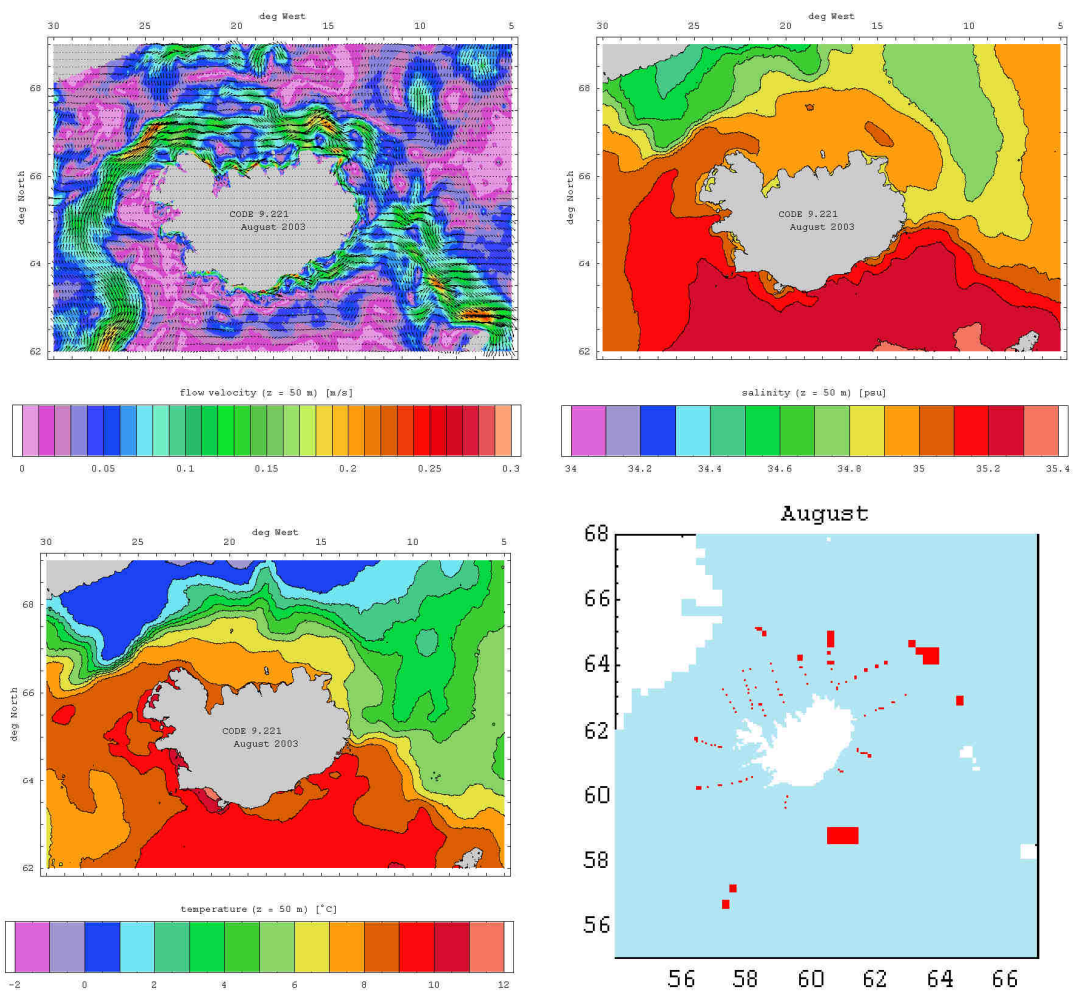 deg West
30 25 20 15 10 5
68
66
64
62
deg North
CODE 9.221
August 2003
flow velocity (z = 50 m) [m/s]
0 0.05 0.1 0.15 0.2 0.25 0.3
deg West
30 25 20 15 10 5
68
66
64
62
deg North
CODE 9.221
August 2003
salinity (z = 50 m) [psu]
34 34.2 34.4 34.6 34.8 35 35.2 35.4
deg West
30 25 20 15 10 5
68
66
64
62
deg North
CODE 9.221
August 2003
temperature (z = 50 m) [°C]
-2 0 2 4 6 8 10 12
August
68
66
64
62
60
58
56
56 58 60 62 64 66